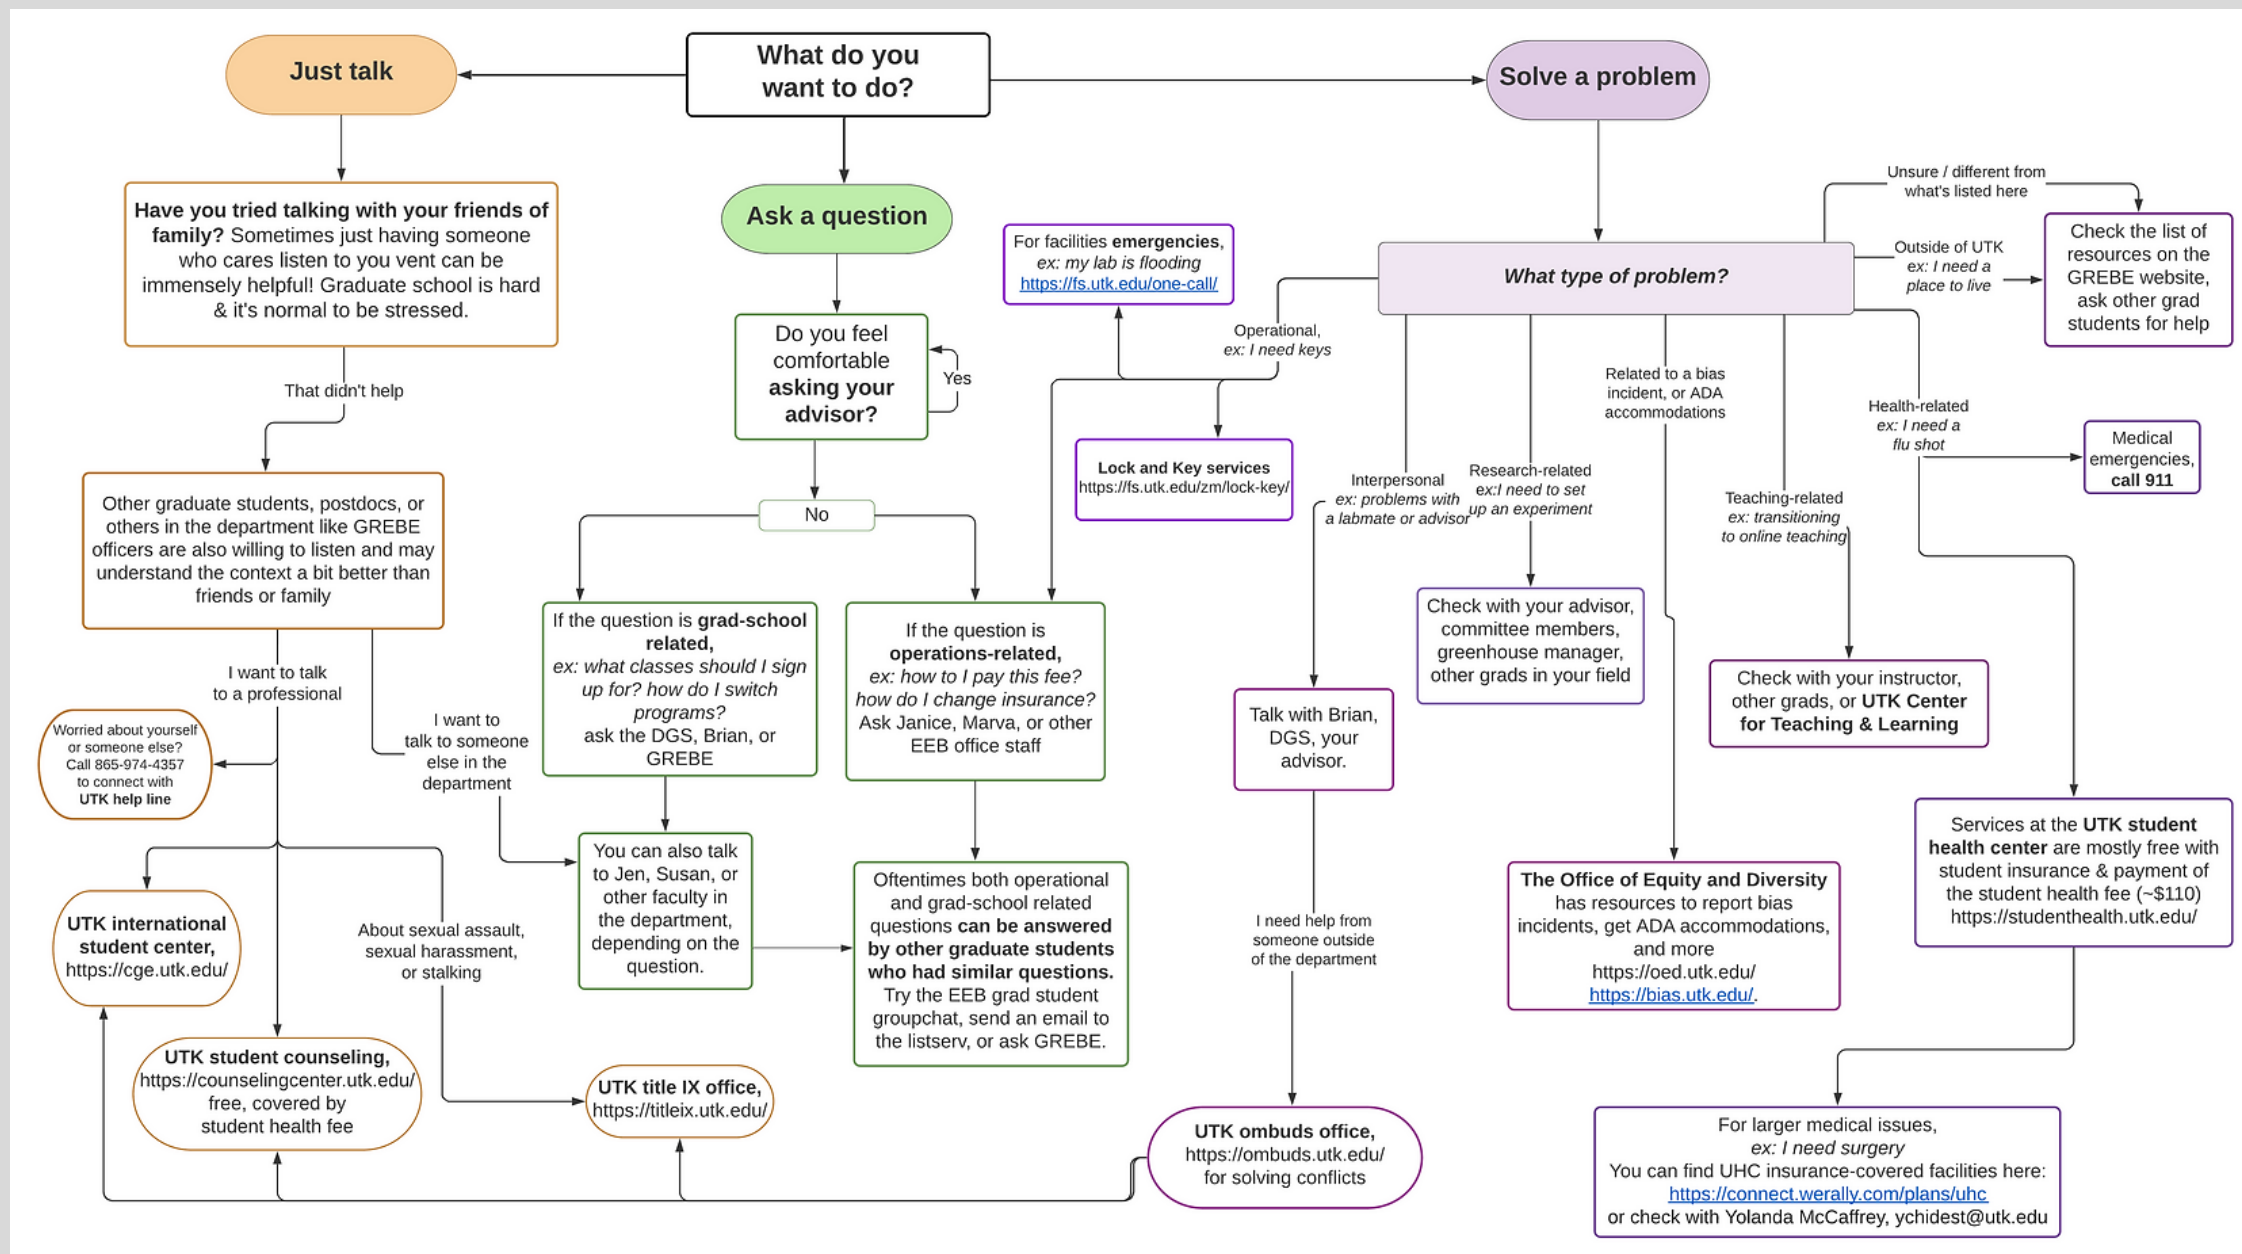 What do you
want to do?
Just talk
Solve a problem
Ask a question
Have you tried talking with your friends of
family? Sometimes just having someone
who cares listen to you vent can be
immensely helpful! Graduate school is hard
& it's normal to be stressed.
That didn't help
Other graduate students, postdocs, or
others in the department like GREBE
officers are also willing to listen and may
understand the context a bit better than
friends or family
I want to talk
to a professional
Worried about yourself
or someone else?
Call 865-974-4357
to connect with
UTK help line
I want to
talk to someone
else in the
department
UTK international
student center,
https://cge.utk.edu/
About sexual assault,
sexual harassment,
or stalking
UTK student counseling,
https://counselingcenter.utk.edu/
free, covered by
student health fee
UTK title IX office,
https://titleix.utk.edu/
Do you feel
comfortable
asking your
advisor?
Yes
No
If the question is grad-school
related,
ex: what classes should I sign
up for? how do I switch
programs?
ask the DGS, Brian, or
GREBE
If the question is
operations-related,
ex: how to I pay this fee?
how do I change insurance?
Ask Janice, Marva, or other
EEB office staff
You can also talk
to Jen, Susan, or
other faculty in
the department,
depending on the
question.
Oftentimes both operational
and grad-school related
questions can be answered
by other graduate students
who had similar questions.
Try the EEB grad student
groupchat, send an email to
the listserv, or ask GREBE.
What type of problem?
For facilities emergencies,
ex: my lab is flooding
https://fs.utk.edu/one-call/
Operational,
ex: I need keys
Lock and Key services
https://fs.utk.edu/zm/lock-key/
Interpersonal
ex: problems with
a labmate or advisor
Talk with Brian,
DGS, your
advisor.
I need help from
someone outside
of the department
UTK ombuds office,
https://ombuds.utk.edu/
for solving conflicts
Research-related
ex:I need to set
up an experiment
Check with your advisor,
committee members,
greenhouse manager,
other grads in your field
Related to a bias
incident, or ADA
accommodations
The Office of Equity and Diversity
has resources to report bias
incidents, get ADA accommodations,
and more
https://oed.utk.edu/
https://bias.utk.edu/.
Teaching-related
ex: transitioning
to online teaching
Check with your instructor,
other grads, or UTK Center
for Teaching & Learning
Unsure / different from
what's listed here
Outside of UTK
ex: I need a
place to live
Check the list of
resources on the
GREBE website,
ask other grad
students for help
Health-related
ex: I need a
flu shot
Medical
emergencies,
call 911
Services at the UTK student
health center are mostly free with
student insurance & payment of
the student health fee (~$110)
https://studenthealth.utk.edu/
For larger medical issues,
ex: I need surgery
You can find UHC insurance-covered facilities here:
https://connect.werally.com/plans/uhc
or check with Yolanda McCaffrey, ychidest@utk.edu